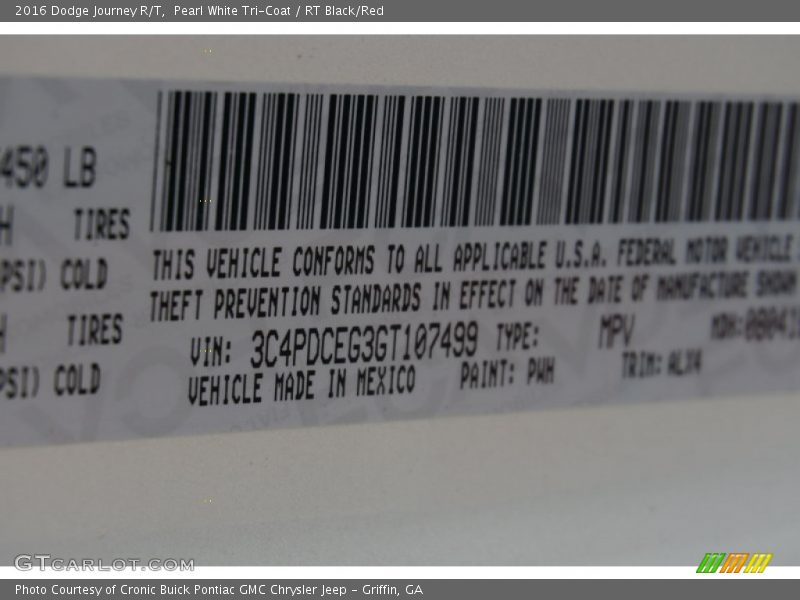 2016 Dodge Journey R/T, Pearl White Tri-Coat / RT Black/Red
450 LB
H TIRES
PSI) COLD
H TIRES
PSI) COLD
THIS VEHICLE CONFORMS TO ALL APPLICABLE U.S.A. FEDERAL MOTOR VEHICLE
THEFT PREVENTION STANDARDS IN EFFECT ON THE DATE OF MANUFACTURE SHOWN
VIN: 3C4PDCEG3GT107499 TYPE: MPV MDH:
VEHICLE MADE IN MEXICO PAINT: PWH TRIM: ALX4
GTCARLOT.COM
Photo Courtesy of Cronic Buick Pontiac GMC Chrysler Jeep - Griffin, GA